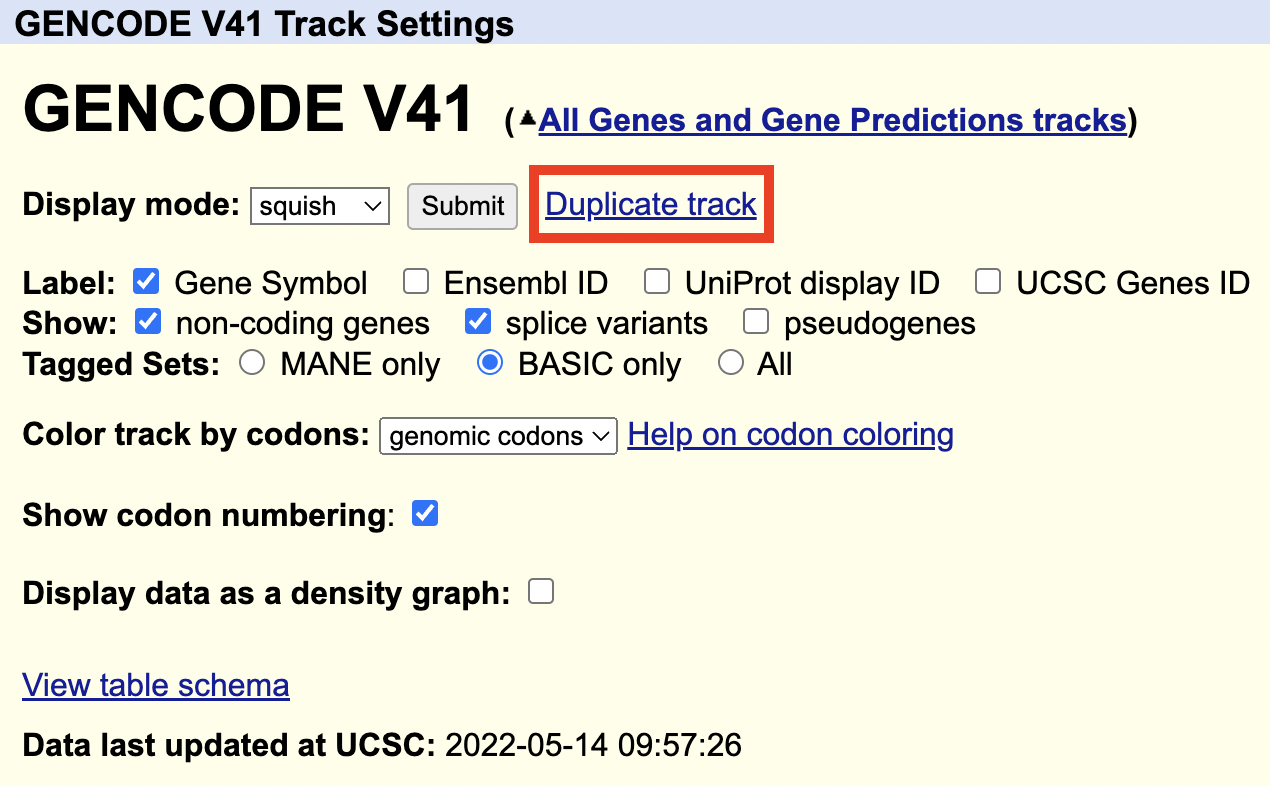 GENCODE V41 Track Settings
GENCODE V41 (▲All Genes and Gene Predictions tracks)
Display mode: squish Submit Duplicate track
Label: Gene Symbol Ensembl ID UniProt display ID UCSC Genes ID
Show: non-coding genes splice variants pseudogenes
Tagged Sets: MANE only BASIC only All
Color track by codons: genomic codons Help on codon coloring
Show codon numbering:
Display data as a density graph:
View table schema
Data last updated at UCSC: 2022-05-14 09:57:26